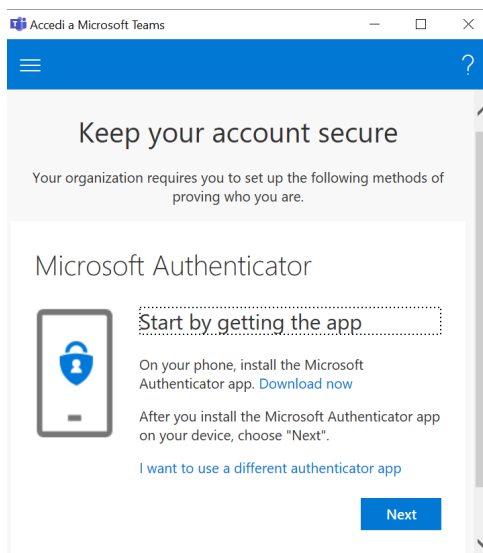 Accedi a Microsoft Teams
Keep your account secure
Your organization requires you to set up the following methods of
proving who you are.
Microsoft Authenticator
Start by getting the app
On your phone, install the Microsoft
Authenticator app. Download now
After you install the Microsoft Authenticator app
on your device, choose "Next".
I want to use a different authenticator app
Next